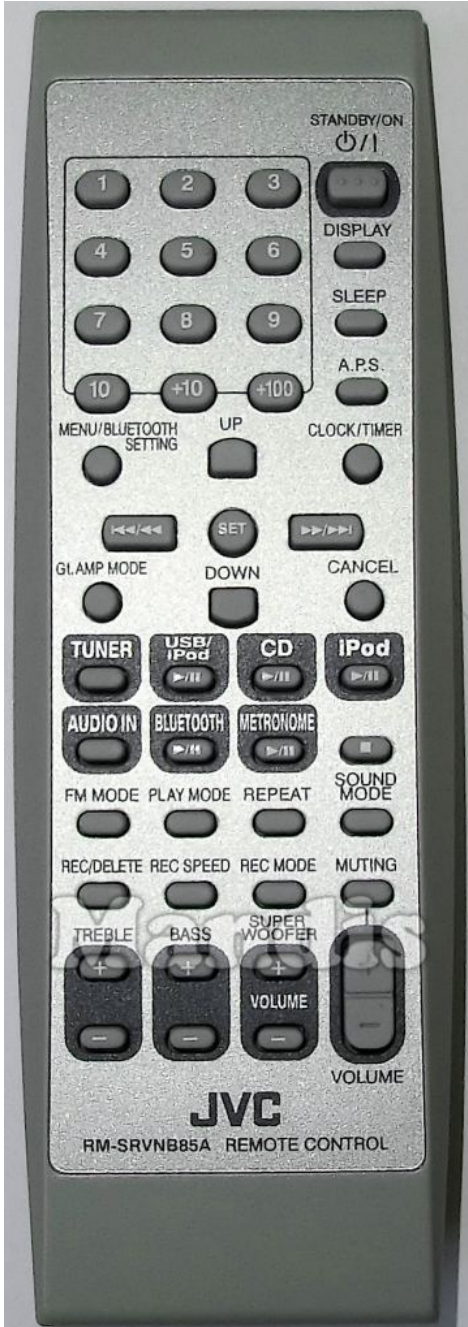 STANDBY/ON
⏻/I
1 2 3
DISPLAY
4 5 6
SLEEP
7 8 9
A.P.S.
10 +10 +100
MENU/BLUETOOTH
SETTING
UP
CLOCK/TIMER
SET
Gt.AMP MODE
DOWN
CANCEL
TUNER
USB/
iPod
CD
iPod
AUDIO IN
BLUETOOTH
METRONOME
SOUND
MODE
FM MODE
PLAY MODE
REPEAT
REC/DELETE
REC SPEED
REC MODE
MUTING
Mandis
TREBLE
BASS
SUPER
WOOFER
+ + + +
VOLUME
- - - -
VOLUME
JVC
RM-SRVNB85A REMOTE CONTROL